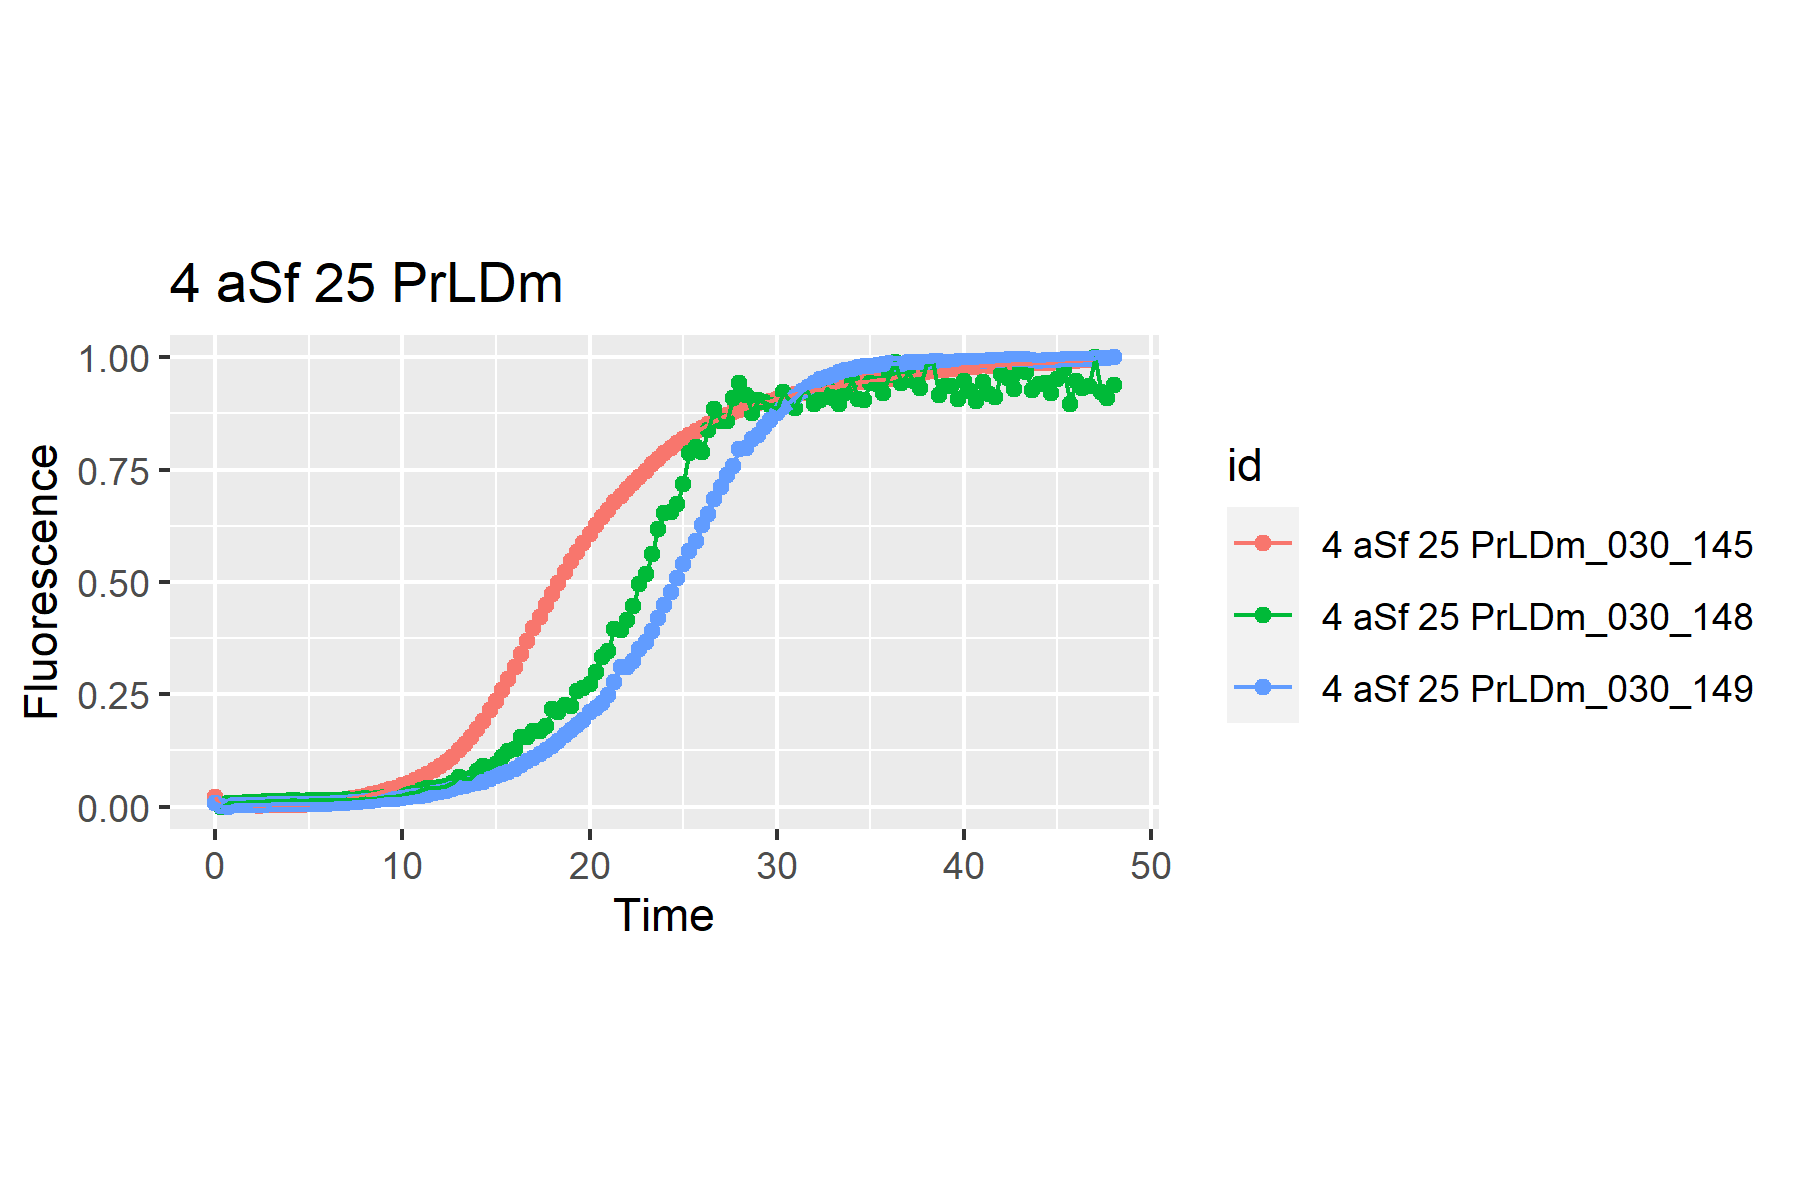 4 aSf 25 PrLDm
1.00
0.75
0.50
0.25
0.00
Fluorescence
0 10 20 30 40 50
Time
id
4 aSf 25 PrLDm_030_145
4 aSf 25 PrLDm_030_148
4 aSf 25 PrLDm_030_149